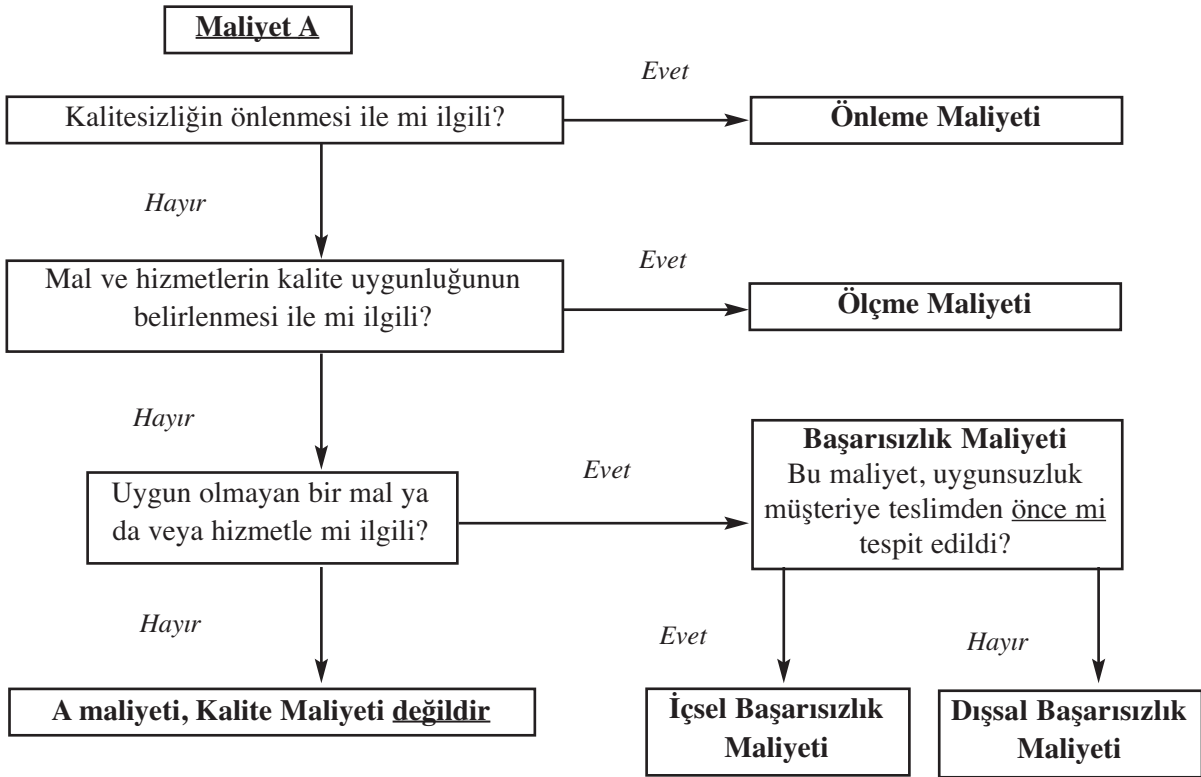 Maliyet A
Evet
Kalitesizliğin önlenmesi ile mi ilgili?
Önleme Maliyeti
Hayır
Evet
Mal ve hizmetlerin kalite uygunluğunun
belirlenmesi ile mi ilgili?
Ölçme Maliyeti
Hayır
Evet
Uygun olmayan bir mal ya
da veya hizmetle mi ilgili?
Başarısızlık Maliyeti
Bu maliyet, uygunsuzluk
müşteriye teslimden önce mi
tespit edildi?
Hayır
Evet
Hayır
A maliyeti, Kalite Maliyeti değildir
İçsel Başarısızlık
Maliyeti
Dışsal Başarısızlık
Maliyeti